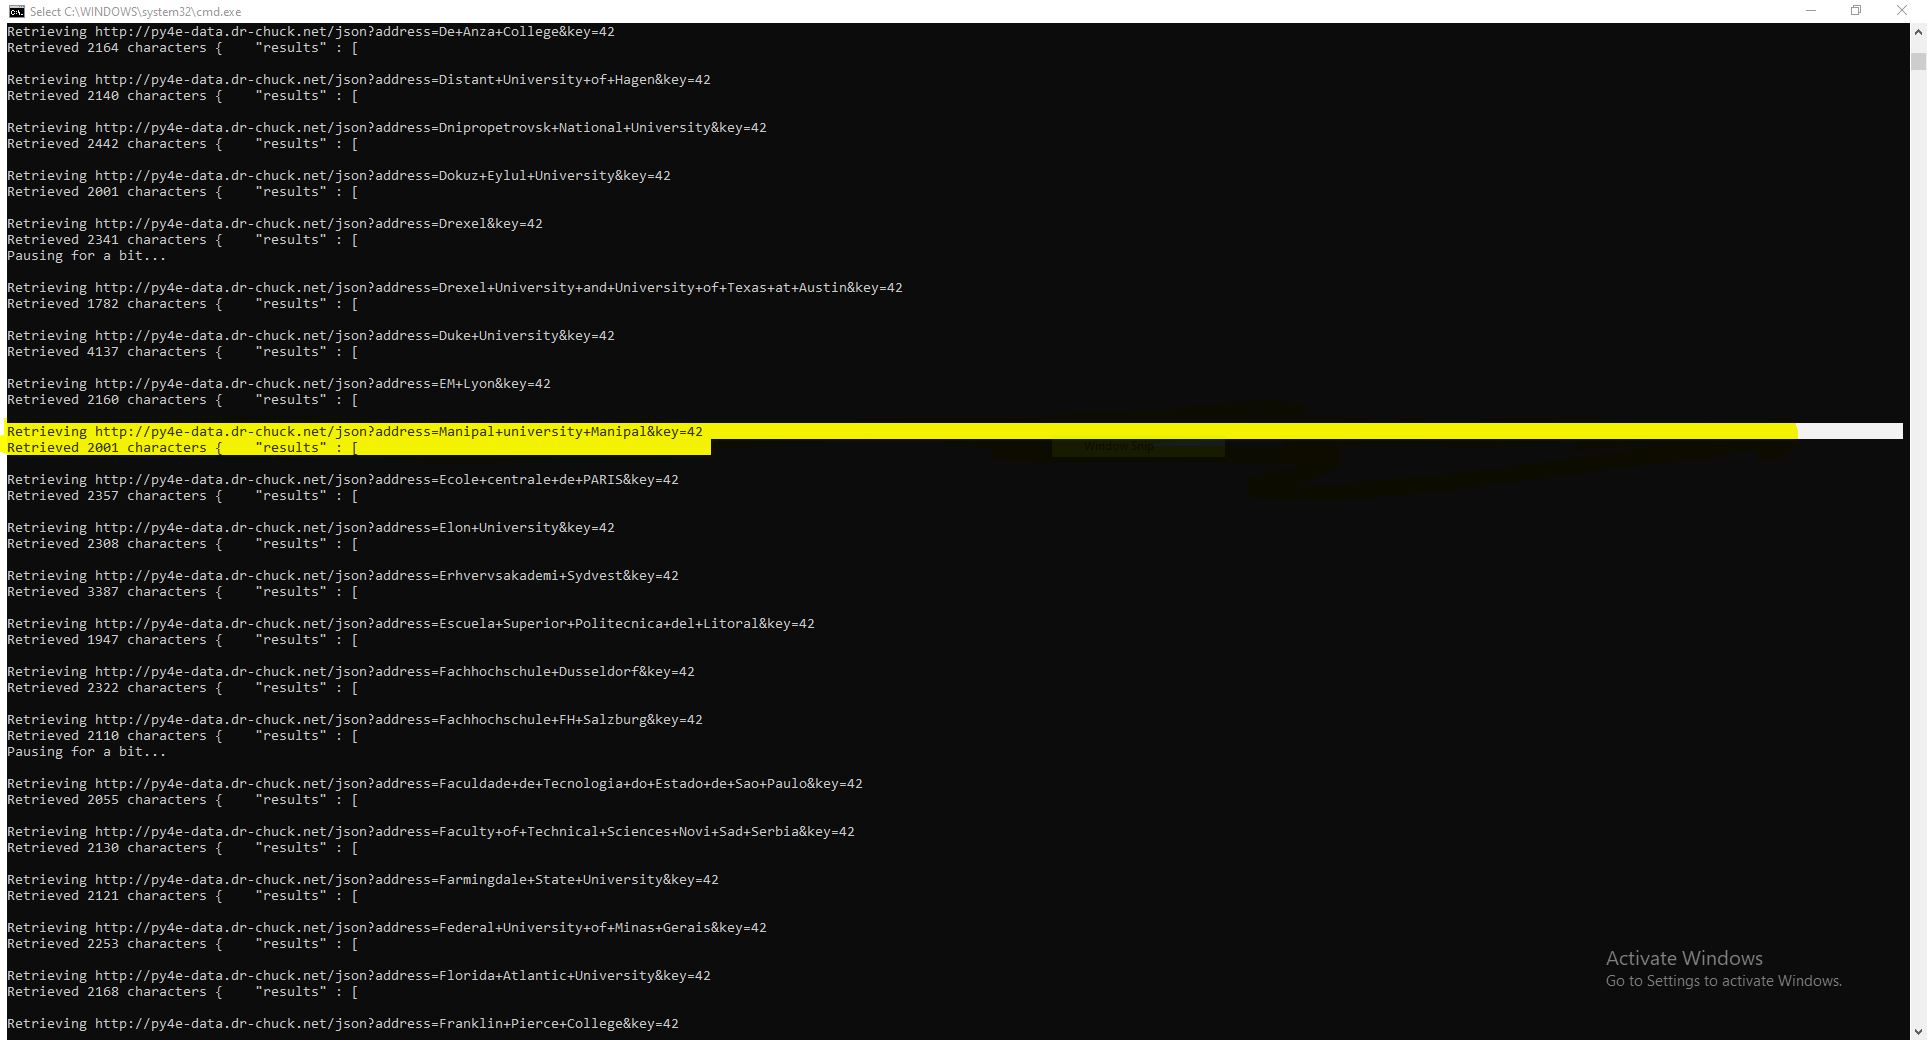 Select C:\WINDOWS\system32\cmd.exe
Retrieving http://py4e-data.dr-chuck.net/json?address=De+Anza+College&key=42
Retrieved 2164 characters {    "results" : [
Retrieving http://py4e-data.dr-chuck.net/json?address=Distant+University+of+Hagen&key=42
Retrieved 2140 characters {    "results" : [
Retrieving http://py4e-data.dr-chuck.net/json?address=Dnipropetrovsk+National+University&key=42
Retrieved 2442 characters {    "results" : [
Retrieving http://py4e-data.dr-chuck.net/json?address=Dokuz+Eylul+University&key=42
Retrieved 2001 characters {    "results" : [
Retrieving http://py4e-data.dr-chuck.net/json?address=Drexel&key=42
Retrieved 2341 characters {    "results" : [
Pausing for a bit...
Retrieving http://py4e-data.dr-chuck.net/json?address=Drexel+University+and+University+of+Texas+at+Austin&key=42
Retrieved 1782 characters {    "results" : [
Retrieving http://py4e-data.dr-chuck.net/json?address=Duke+University&key=42
Retrieved 4137 characters {    "results" : [
Retrieving http://py4e-data.dr-chuck.net/json?address=EM+Lyon&key=42
Retrieved 2160 characters {    "results" : [
Retrieving http://py4e-data.dr-chuck.net/json?address=Manipal+university+Manipal&key=42
Retrieved 2001 characters {    "results" : [
Window Snip
Retrieving http://py4e-data.dr-chuck.net/json?address=Ecole+centrale+de+PARIS&key=42
Retrieved 2357 characters {    "results" : [
Retrieving http://py4e-data.dr-chuck.net/json?address=Elon+University&key=42
Retrieved 2308 characters {    "results" : [
Retrieving http://py4e-data.dr-chuck.net/json?address=Erhvervsakademi+Sydvest&key=42
Retrieved 3387 characters {    "results" : [
Retrieving http://py4e-data.dr-chuck.net/json?address=Escuela+Superior+Politecnica+del+Litoral&key=42
Retrieved 1947 characters {    "results" : [
Retrieving http://py4e-data.dr-chuck.net/json?address=Fachhochschule+Dusseldorf&key=42
Retrieved 2322 characters {    "results" : [
Retrieving http://py4e-data.dr-chuck.net/json?address=Fachhochschule+FH+Salzburg&key=42
Retrieved 2110 characters {    "results" : [
Pausing for a bit...
Retrieving http://py4e-data.dr-chuck.net/json?address=Faculdade+de+Tecnologia+do+Estado+de+Sao+Paulo&key=42
Retrieved 2055 characters {    "results" : [
Retrieving http://py4e-data.dr-chuck.net/json?address=Faculty+of+Technical+Sciences+Novi+Sad+Serbia&key=42
Retrieved 2130 characters {    "results" : [
Retrieving http://py4e-data.dr-chuck.net/json?address=Farmingdale+State+University&key=42
Retrieved 2121 characters {    "results" : [
Retrieving http://py4e-data.dr-chuck.net/json?address=Federal+University+of+Minas+Gerais&key=42
Retrieved 2253 characters {    "results" : [
Retrieving http://py4e-data.dr-chuck.net/json?address=Florida+Atlantic+University&key=42
Retrieved 2168 characters {    "results" : [
Retrieving http://py4e-data.dr-chuck.net/json?address=Franklin+Pierce+College&key=42
Activate Windows
Go to Settings to activate Windows.